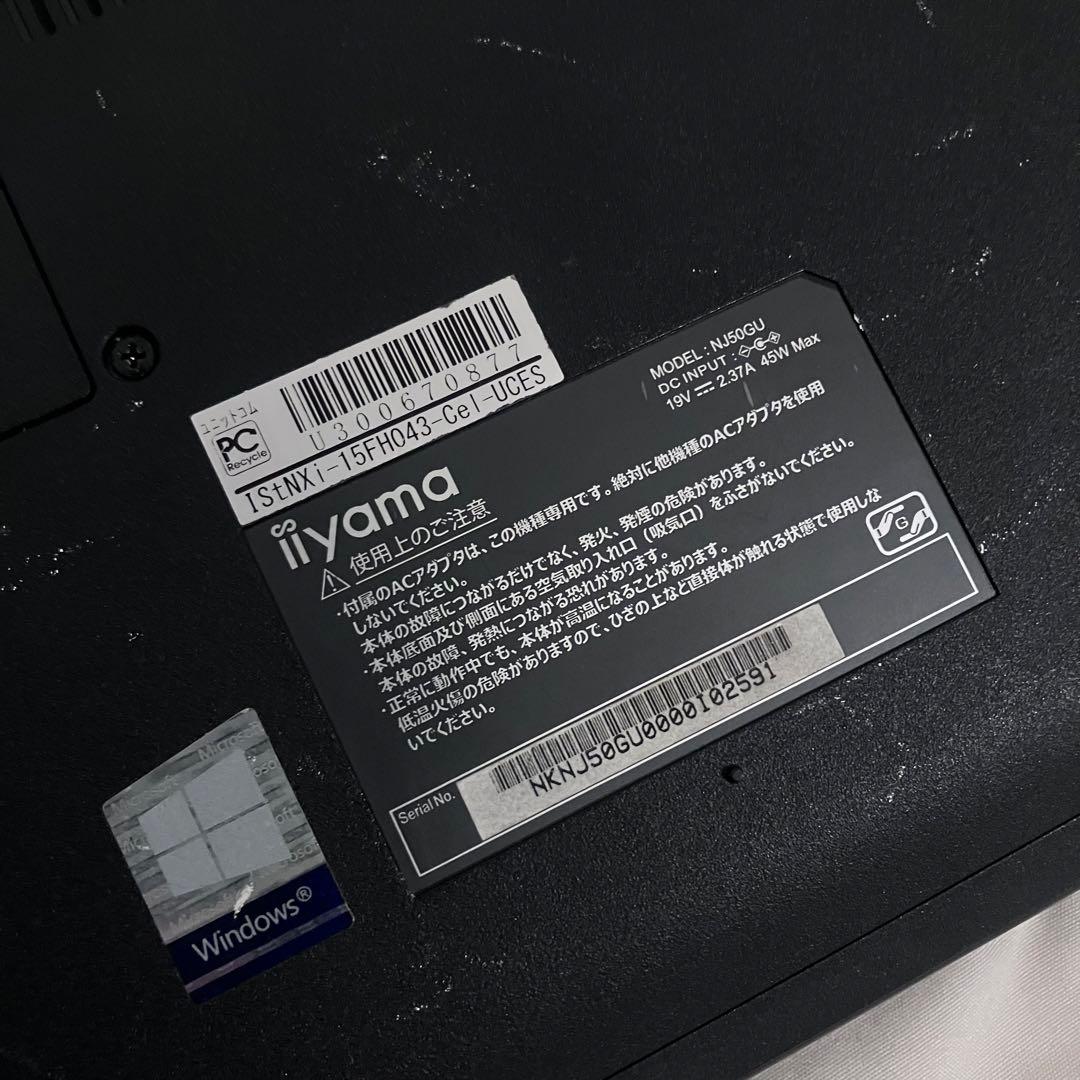 ユニットコム
PC
Recycle
U300670877
IStNXi-15FH043-Cel-UCES
iiyama
MODEL : NJ50GU
DC INPUT :
19V 2.37A 45W Max
使用上のご注意
・付属のACアダプタは、この機種専用です。絶対に他機種のACアダプタを使用
しないでください。
本体の故障につながるだけでなく、発火、発煙の危険があります。
・本体底面及び側面にある空気取り入れ口（吸気口）をふさがないでください。
本体の故障、発熱につながる恐れがあります。
・正常に動作中でも、本体が高温になることがあります。
低温火傷の危険がありますので、ひざの上など直接体が触れる状態で使用しな
いでください。
G
Serial No.
NKNJ50GU0000I02591
Microsoft
Windows®